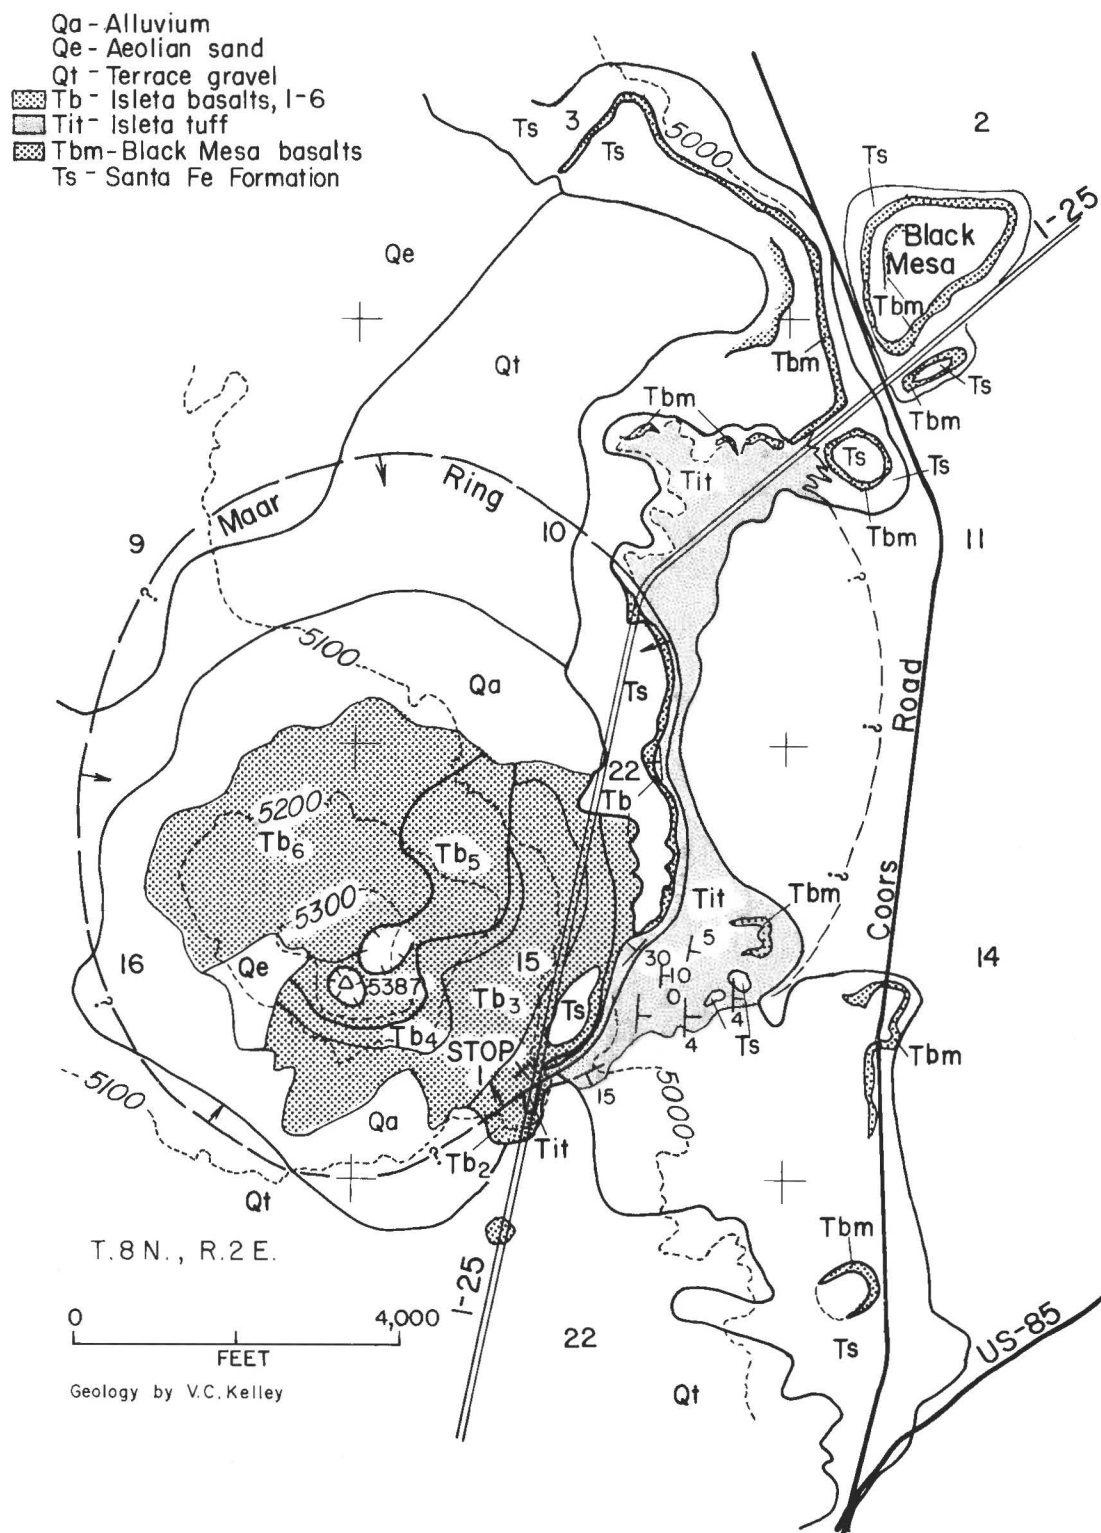 Qa - Alluvium
Qe - Aeolian sand
Qt - Terrace gravel
Tb - Isleta basalts, 1-6
Tit - Isleta tuff
Tbm - Black Mesa basalts
Ts - Santa Fe Formation
Ts
3
Ts
5000
2
Ts
I-25
Black
Mesa
Tbm
Qe
Qt
Tbm
Ts
Tbm
Tbm
Ts
Ts
Tit
Tbm
Maar
Ring
9
10
11
?
?
5100
Qa
Ts
?
Road
22
Tb
5200
Tb6
Tb5
5300
Tit
Tbm
?
Coors
16
Qe
15
5387
30
5
10
0
14
Tb3
Ts
4
4
Ts
?
Tb4
STOP
1
Tbm
5100
15
5000
Qa
Tit
?
Tb2
Qt
T.8N., R.2E.
Tbm
I-25
0
4,000
FEET
22
Ts
US-85
Geology by V.C. Kelley
Qt